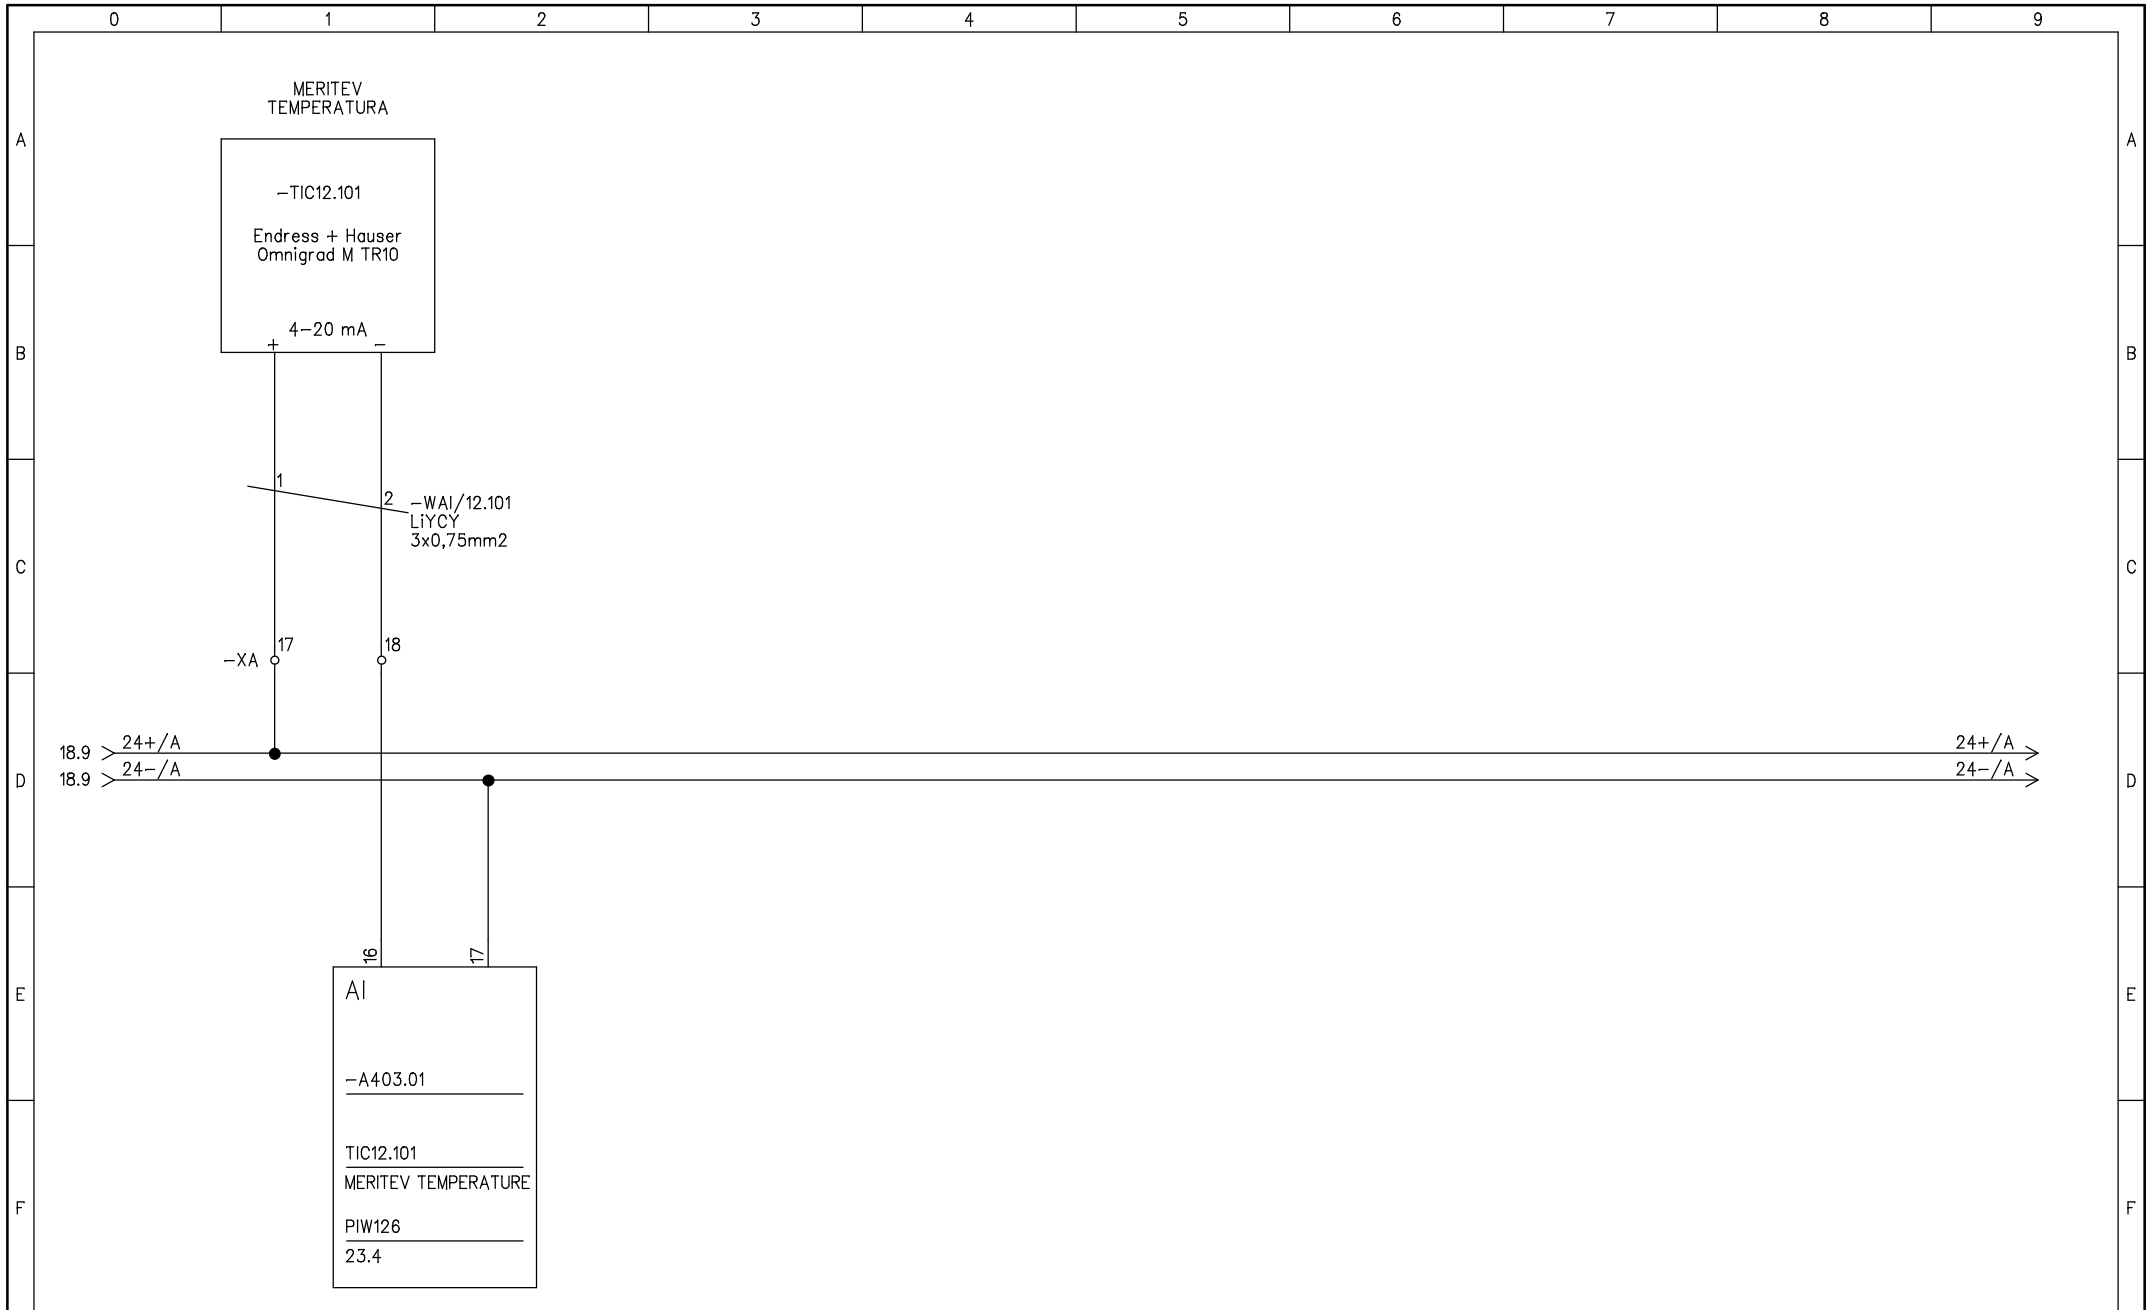 0 1 2 3 4 5 6 7 8 9
MERITEV
TEMPERATURA
A A
-TIC12.101
Endress + Hauser
Omnigrad M TR10
4-20 mA
+ -
B B
1
2
-WAI/12.101
LiYCY
3x0,75mm2
C C
17 18
-XA
18.9 24+/A 24+/A
18.9 24-/A 24-/A
D D
16 17
AI
E E
-A403.01
TIC12.101
MERITEV TEMPERATURE
F F
PIW126
23.4